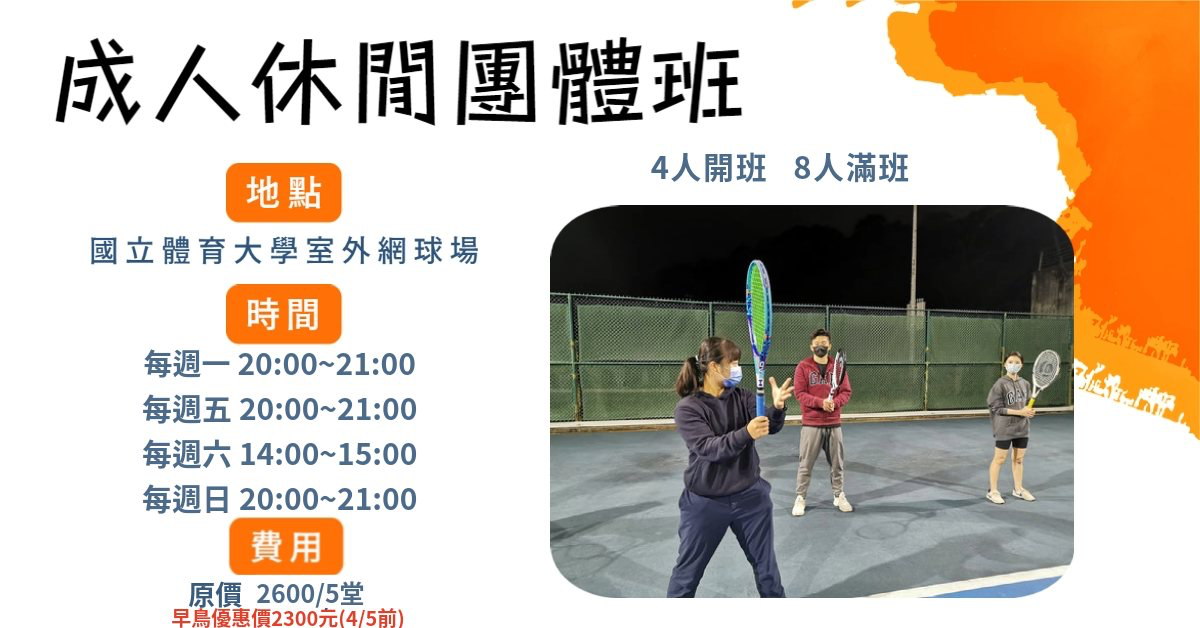 成人休閒團體班
4人開班 8人滿班
地點
國立體育大學室外網球場
時間
每週一 20:00~21:00
每週五 20:00~21:00
每週六 14:00~15:00
每週日 20:00~21:00
費用
原價 2600/5堂
早鳥優惠價2300元(4/5前)